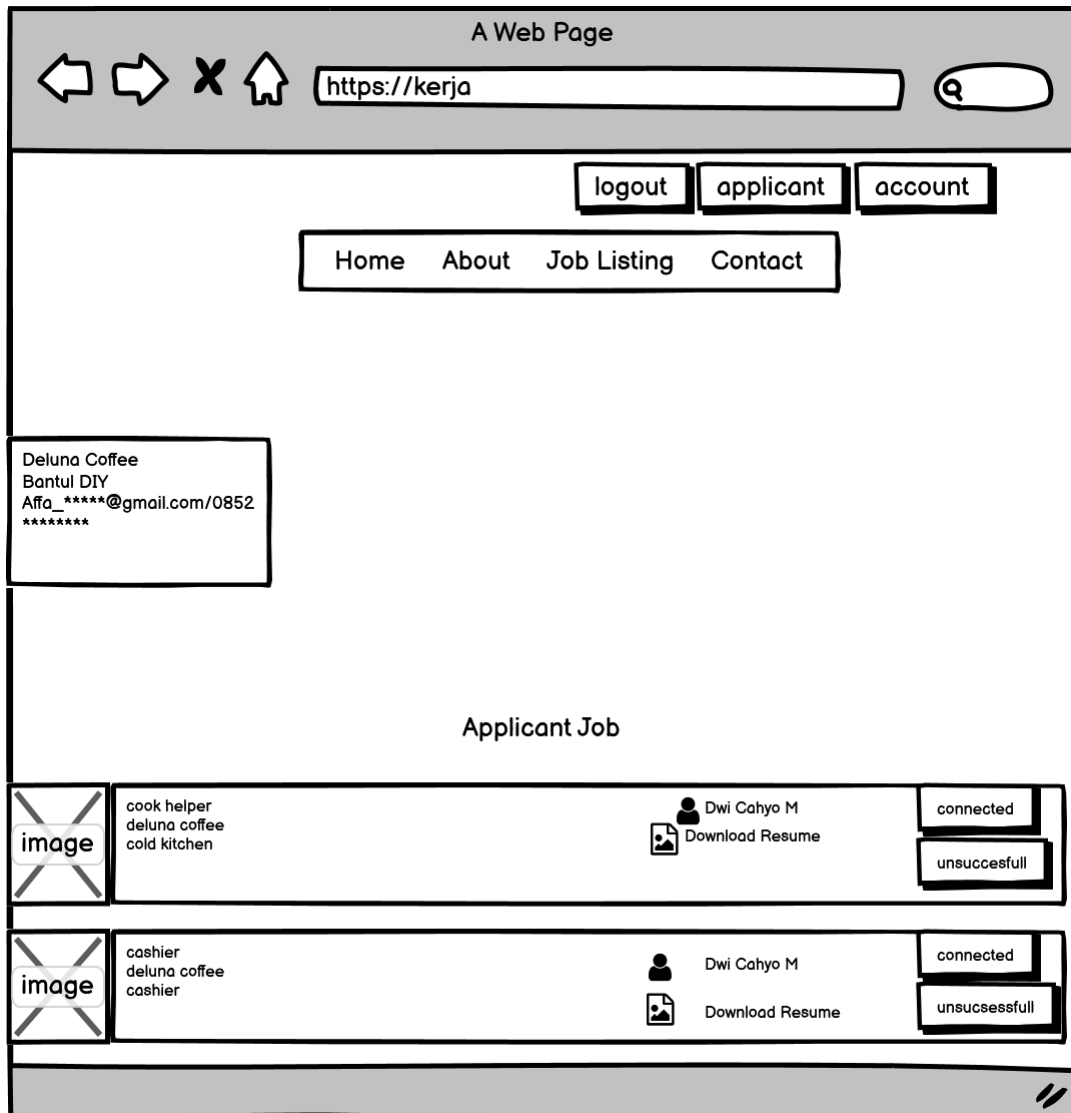 A Web Page
https://kerja
logout applicant account
Home About Job Listing Contact
Deluna Coffee
Bantul DIY
Affa_*****@gmail.com/0852
********
Applicant Job
image
cook helper
deluna coffee
cold kitchen
Dwi Cahyo M
Download Resume
connected
unsuccesfull
image
cashier
deluna coffee
cashier
Dwi Cahyo M
Download Resume
connected
unsucsessfull